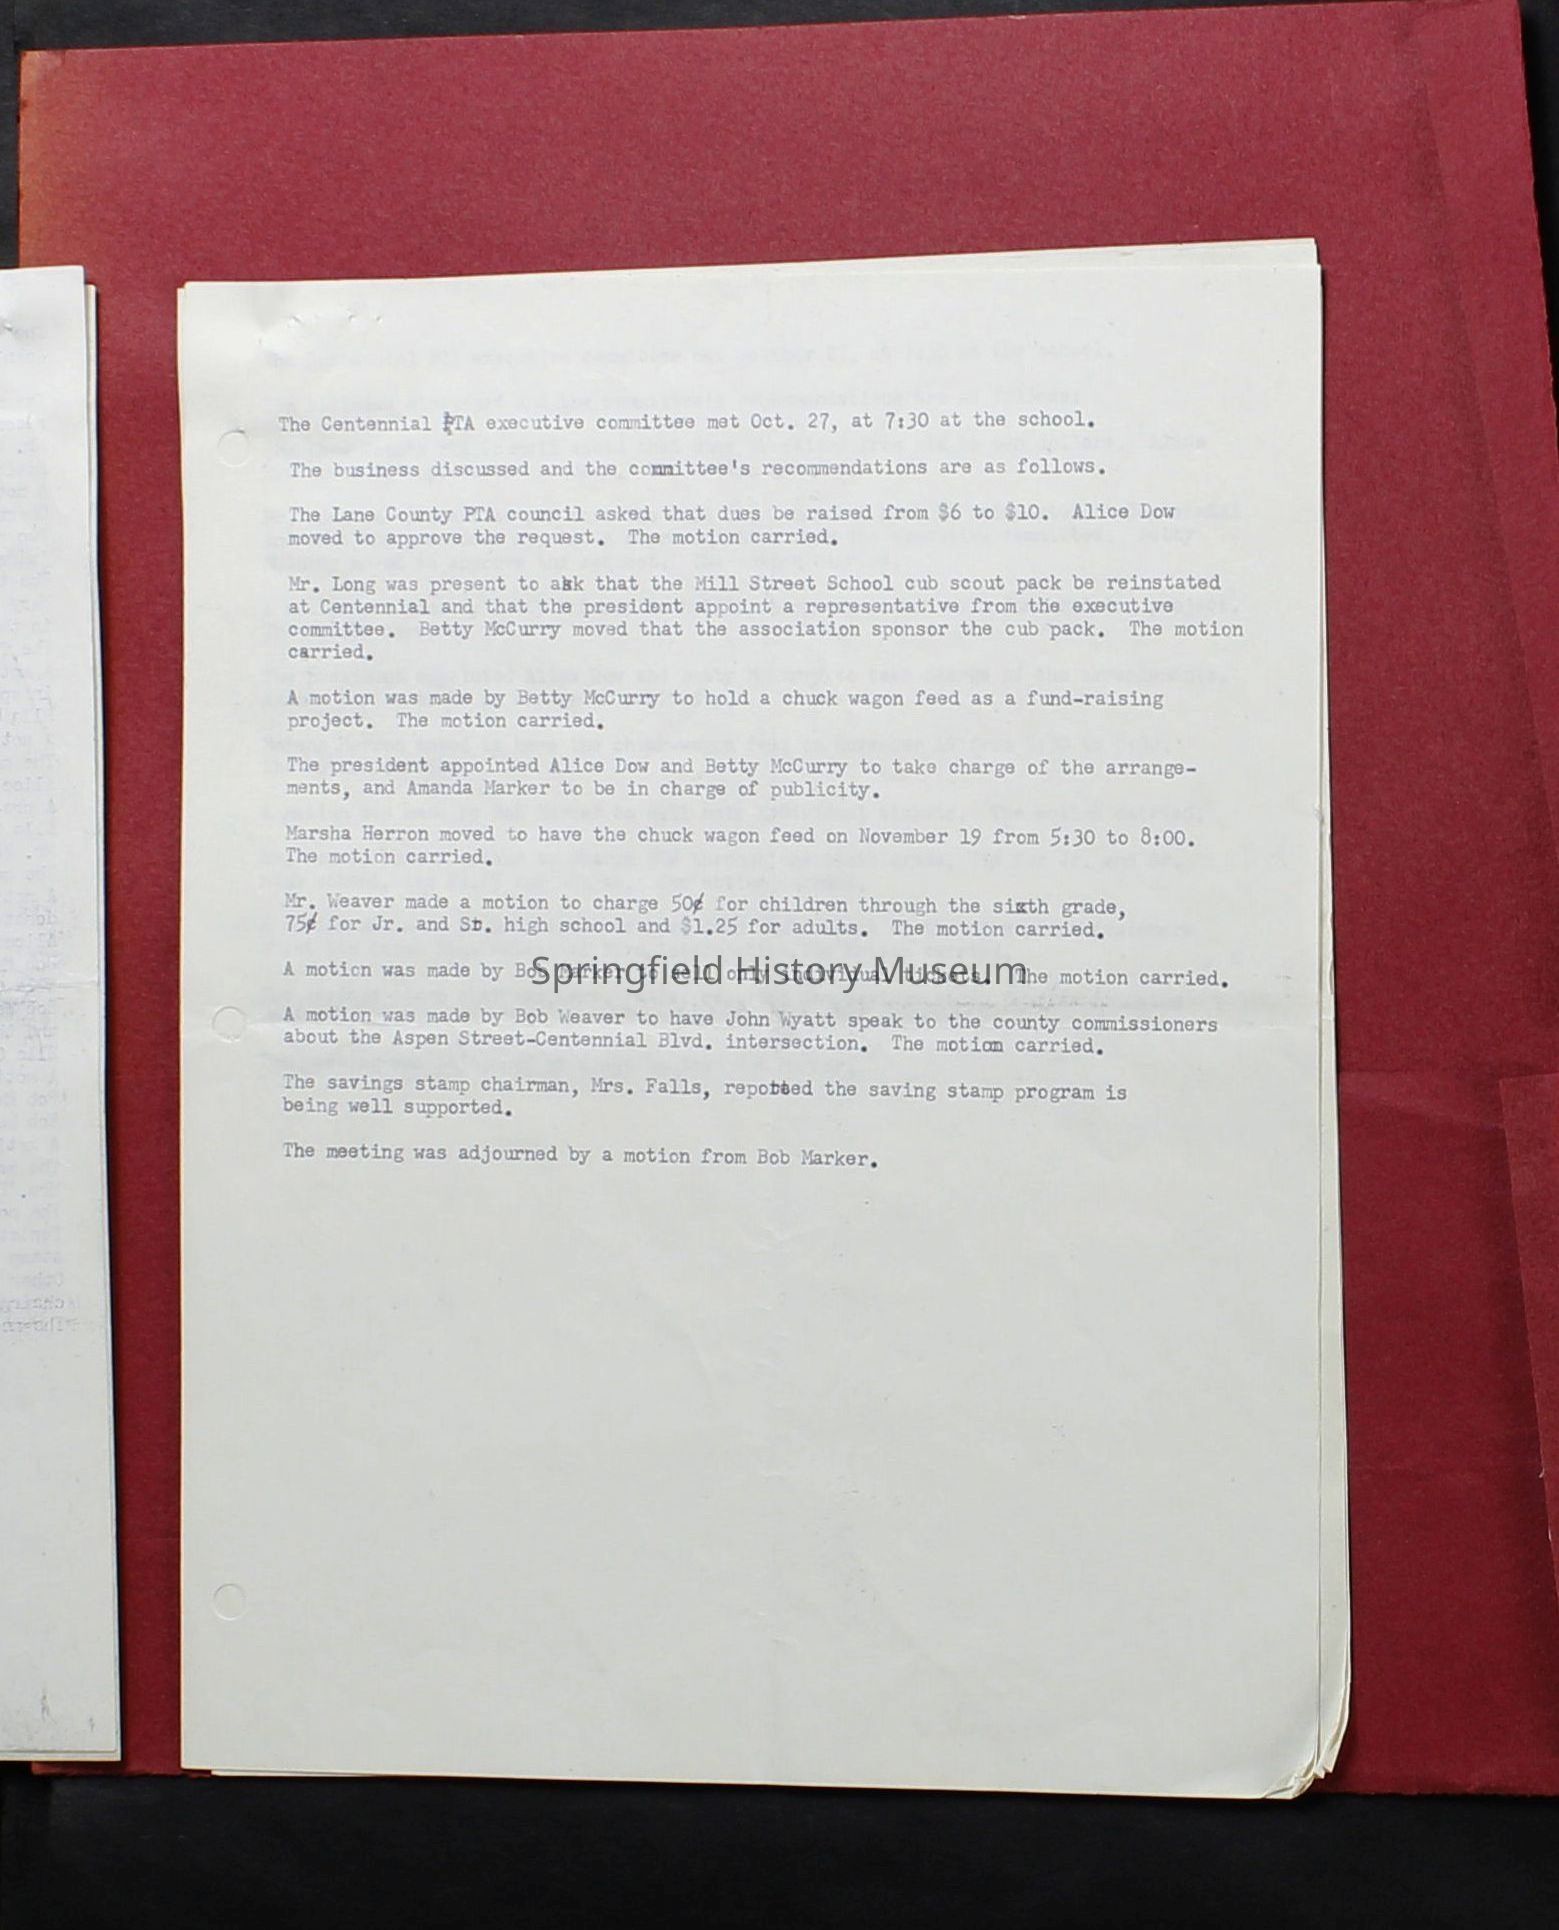 The Centennial PTA executive committee met Oct. 27, at 7:30 at the school.
The business discussed and the committee's recommendations are as follows.
The Lane County PTA council asked that dues be raised from $6 to $10. Alice Dow
moved to approve the request. The motion carried.
Mr. Long was present to ask that the Mill Street School cub scout pack be reinstated
at Centennial and that the president appoint a representative from the executive
committee. Betty McCurry moved that the association sponsor the cub pack. The motion
carried.
A motion was made by Betty McCurry to hold a chuck wagon feed as a fund-raising
project. The motion carried.
The president appointed Alice Dow and Betty McCurry to take charge of the arrange-
ments, and Amanda Marker to be in charge of publicity.
Marsha Herron moved to have the chuck wagon feed on November 19 from 5:30 to 8:00.
The motion carried.
Mr. Weaver made a motion to charge 50¢ for children through the sixth grade,
75¢ for Jr. and Sr. high school and $1.25 for adults. The motion carried.
A motion was made by Bob Marker to sell only individual tickets. The motion carried.
Springfield History Museum
A motion was made by Bob Weaver to have John Wyatt speak to the county commissioners
about the Aspen Street-Centennial Blvd. intersection. The motion carried.
The savings stamp chairman, Mrs. Falls, reported the saving stamp program is
being well supported.
The meeting was adjourned by a motion from Bob Marker.